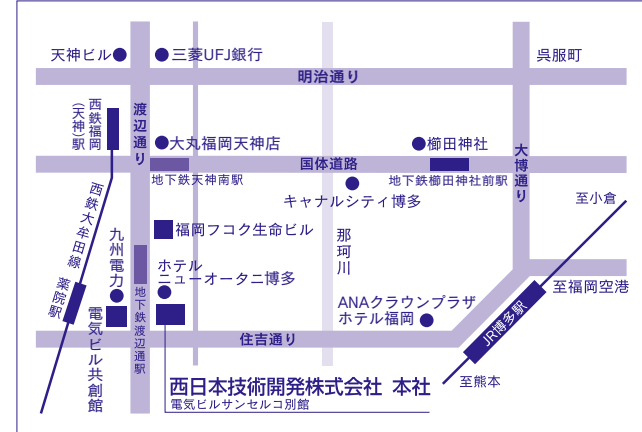 天神ビル
三菱UFJ銀行
呉服町
明治通り
西鉄福岡
(天神)駅
渡辺通り
大丸福岡天神店
櫛田神社
大博通り
国体道路
地下鉄天神南駅
地下鉄櫛田神社前駅
キャナルシティ博多
至小倉
西鉄大牟田線
九州電力
福岡フコク生命ビル
那珂川
ホテル
ニューオータニ博多
薬院駅
地下鉄渡辺通駅
至福岡空港
ANAクラウンプラザ
ホテル福岡
電気ビル共創館
住吉通り
JR博多駅
至熊本
西日本技術開発株式会社 本社
電気ビルサンセルコ別館